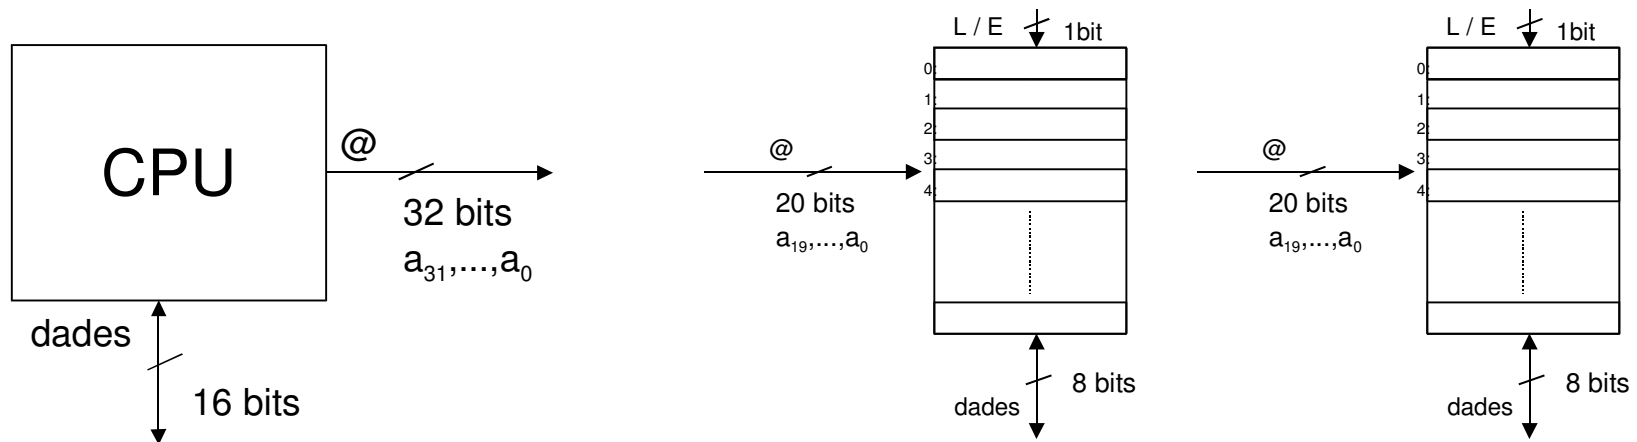 CPU
@
32 bits
a31,...,a0
dades
16 bits
L / E 1bit
0:
1:
2:
3:
4:
@
20 bits
a19,...,a0
dades
8 bits
L / E 1bit
0:
1:
2:
3:
4:
@
20 bits
a19,...,a0
dades
8 bits